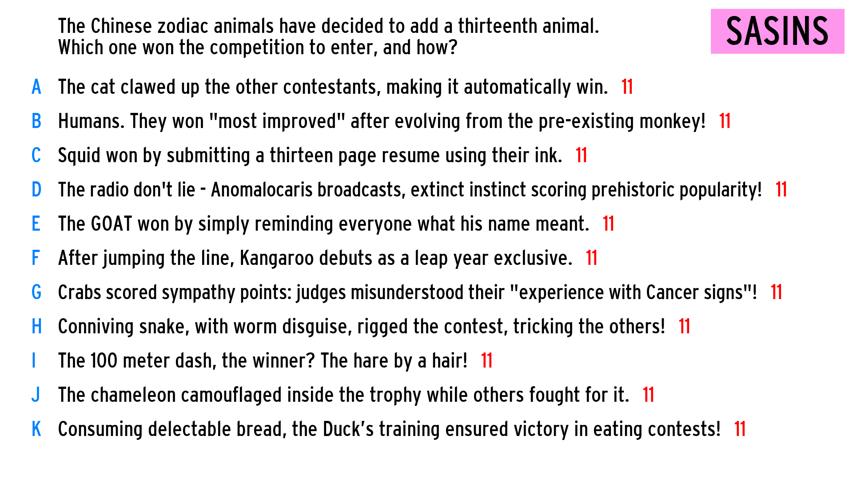 The Chinese zodiac animals have decided to add a thirteenth animal.
Which one won the competition to enter, and how?
SASINS
A The cat clawed up the other contestants, making it automatically win. 11
B Humans. They won "most improved" after evolving from the pre-existing monkey! 11
C Squid won by submitting a thirteen page resume using their ink. 11
D The radio don't lie - Anomalocaris broadcasts, extinct instinct scoring prehistoric popularity! 11
E The GOAT won by simply reminding everyone what his name meant. 11
F After jumping the line, Kangaroo debuts as a leap year exclusive. 11
G Crabs scored sympathy points: judges misunderstood their "experience with Cancer signs"! 11
H Conniving snake, with worm disguise, rigged the contest, tricking the others! 11
I The 100 meter dash, the winner? The hare by a hair! 11
J The chameleon camouflaged inside the trophy while others fought for it. 11
K Consuming delectable bread, the Duck's training ensured victory in eating contests! 11